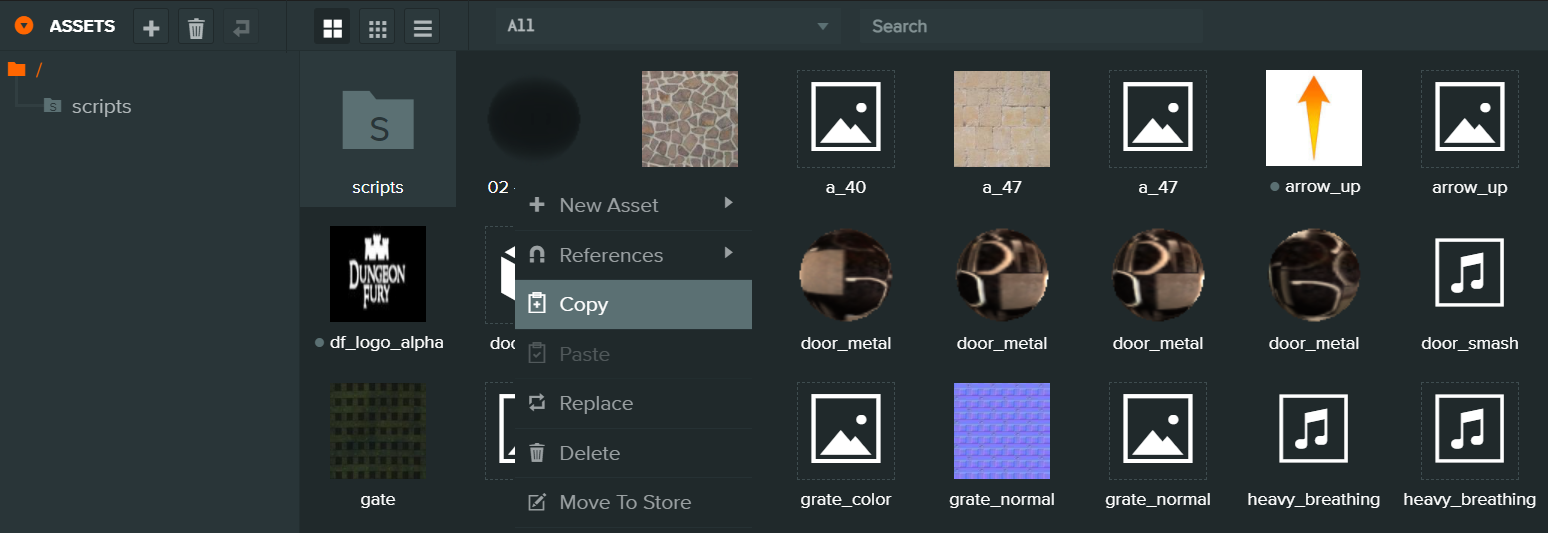 ASSETS
All
Search
/
scripts
S
scripts
02 -
a_40
a_47
a_47
arrow_up
arrow_up
New Asset
References
Copy
Paste
Replace
Delete
Move To Store
DUNGEON
FURY
df_logo_alpha
door_metal
door_metal
door_metal
door_metal
door_smash
gate
grate_color
grate_normal
grate_normal
heavy_breathing
heavy_breathing